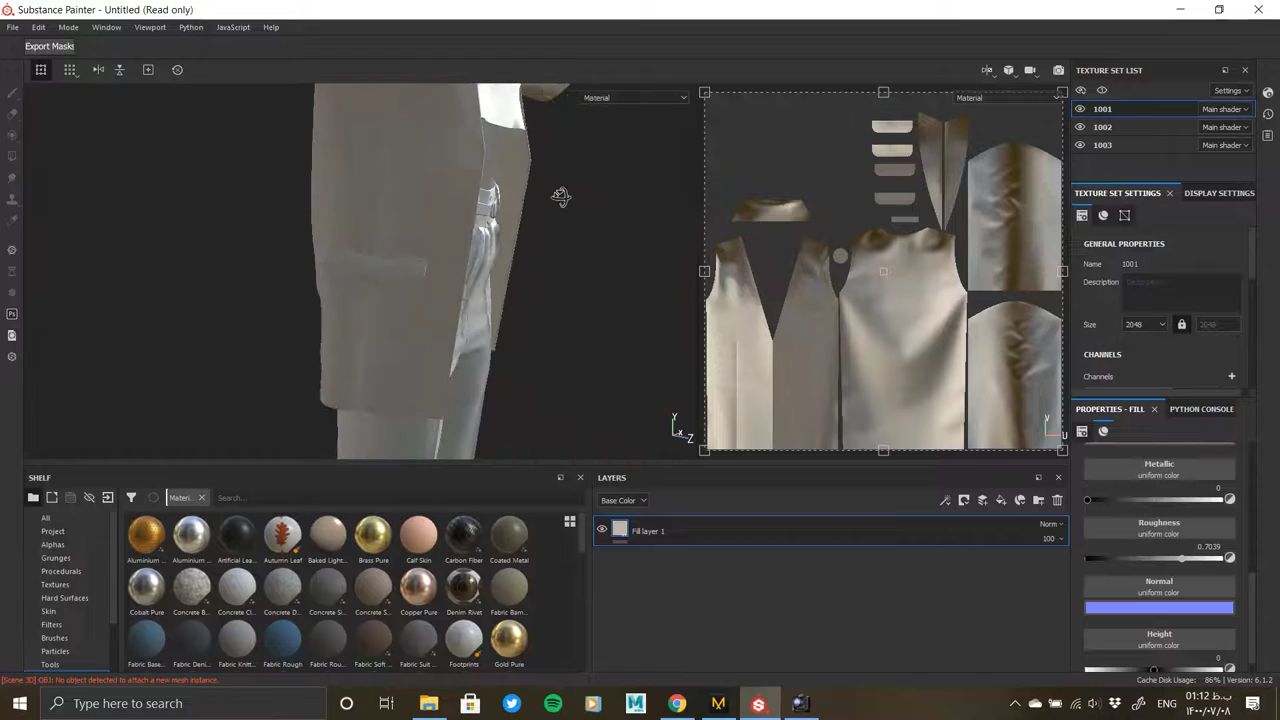 Substance Painter - Untitled (Read only)
File Edit Mode Window Viewport Python JavaScript Help
Export Masks
Material
Material
Y
X
Z
U
TEXTURE SET LIST
Settings
1001 Main shader
1002 Main shader
1003 Main shader
TEXTURE SET SETTINGS
DISPLAY SETTINGS
GENERAL PROPERTIES
Name 1001
Description
Size 2048 2048
CHANNELS
Channels
PROPERTIES - FILL
PYTHON CONSOLE
Metallic
uniform color
0
Roughness
uniform color
0.7039
Normal
uniform color
Height
uniform color
0
SHELF
Materi...
Search...
All
Project
Alphas
Grunges
Procedurals
Textures
Hard Surfaces
Skin
Filters
Brushes
Particles
Tools
Aluminium ... Aluminium ... Artificial Lea... Autumn Leaf Baked Light... Brass Pure Calf Skin Carbon Fiber Coated Metal
Cobalt Pure Concrete B... Concrete Cl... Concrete D... Concrete Si... Concrete S... Copper Pure Denim Rivet Fabric Bam...
Fabric Base... Fabric Deni... Fabric Knitt... Fabric Rough Fabric Rou... Fabric Soft ... Fabric Suit ... Footprints Gold Pure
LAYERS
Base Color
Fill layer 1
Norm
100
[Scene 3D] OBJ: No object detected to attach a new mesh instance.
Cache Disk Usage: 86% | Version: 6.1.2
Type here to search
ENG
01:12 ب.ظ
۱۴۰۰/۰۷/۰۸